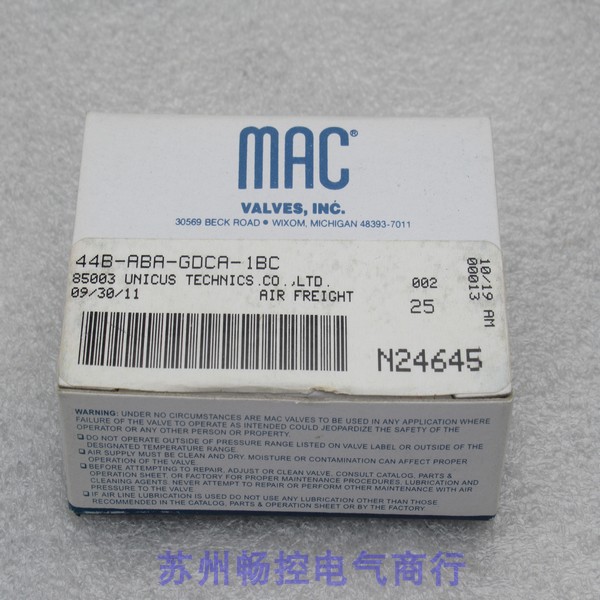 MAC®
VALVES, INC.
30569 BECK ROAD • WIXOM, MICHIGAN 48393-7011
44B-ABA-GDCA-1BC
85003 UNICUS TECHNICS.CO.,LTD.
09/30/11 AIR FREIGHT
002
25
10/19 AM
00013
N24645
WARNING: UNDER NO CIRCUMSTANCES ARE MAC VALVES TO BE USED IN ANY APPLICATION WHERE
FAILURE OF THE VALVE TO OPERATE AS INTENDED COULD JEOPARDIZE THE SAFETY OF THE
OPERATOR OR ANY OTHER PERSON OR PROPERTY.
❑ DO NOT OPERATE OUTSIDE OF PRESSURE RANGE LISTED ON VALVE LABEL OR OUTSIDE OF THE
DESIGNATED TEMPERATURE RANGE.
❑ AIR SUPPLY MUST BE CLEAN AND DRY. MOISTURE OR CONTAMINATION CAN AFFECT PROPER
OPERATION OF THE VALVE.
❑ BEFORE ATTEMPTING TO REPAIR, ADJUST OR CLEAN VALVE, CONSULT CATALOG, PARTS &
OPERATION SHEET, OR FACTORY FOR PROPER MAINTENANCE PROCEDURES, LUBRICATION AND
CLEANING AGENTS. NEVER ATTEMPT TO REPAIR OR PERFORM OTHER MAINTENANCE WITH AIR
PRESSURE TO THE VALVE.
❑ IF AIR LINE LUBRICATION IS USED DO NOT USE ANY LUBRICATION OTHER THAN THOSE
RECOMMENDED IN THE CATALOG, PARTS & OPERATION SHEET OR BY THE FACTORY.
苏州畅控电气商行